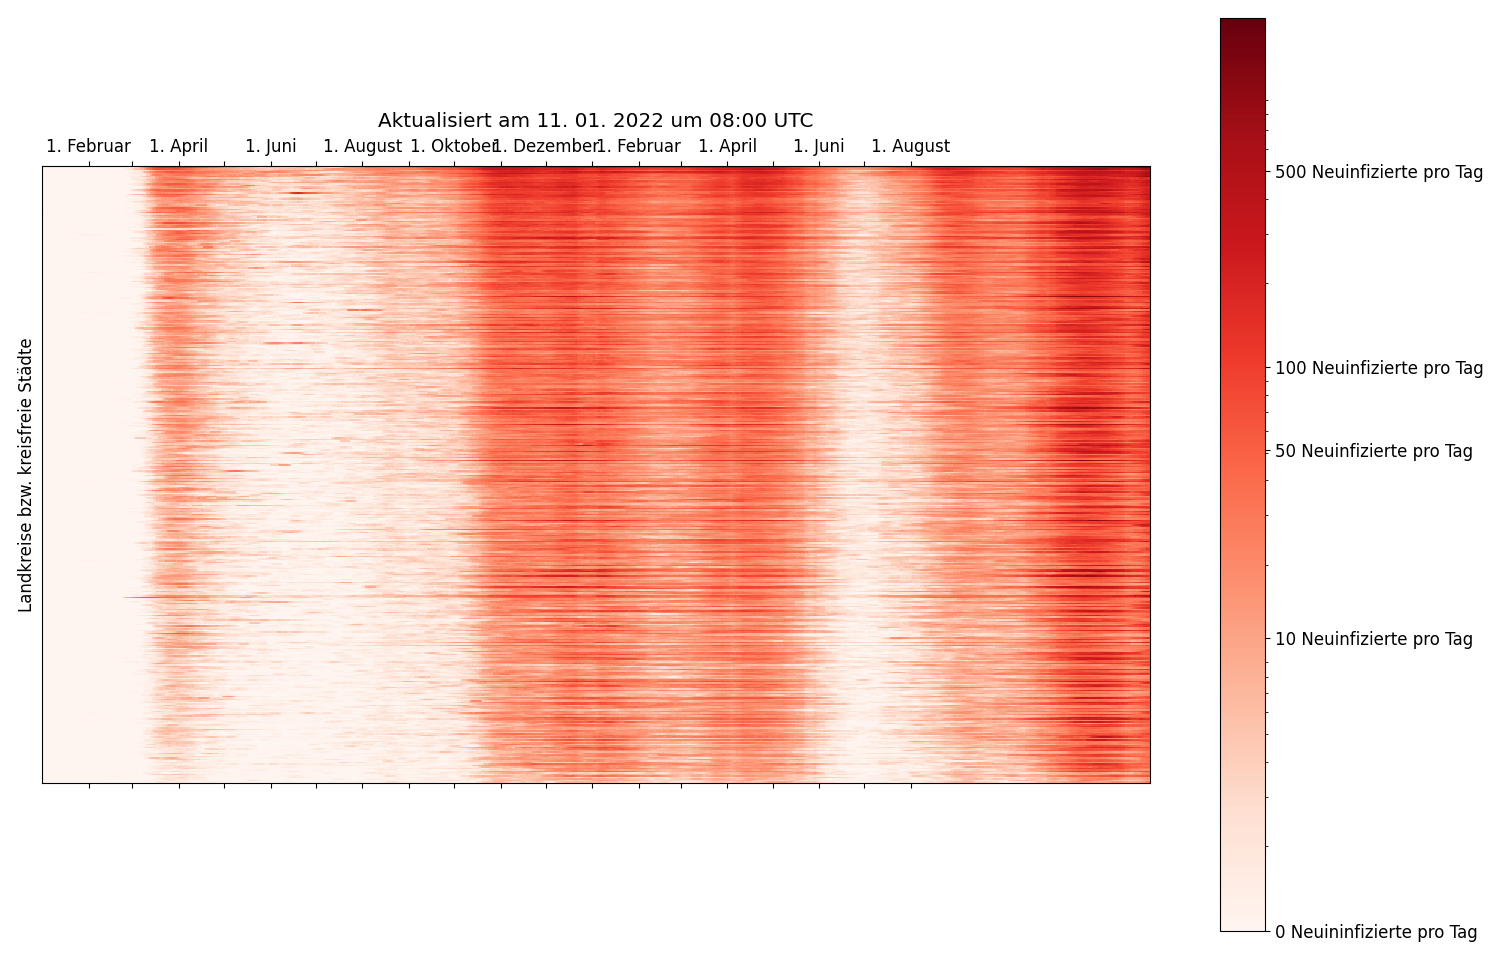 Aktualisiert am 11. 01. 2022 um 08:00 UTC
1. Februar 1. April 1. Juni 1. August 1. Oktober 1. Dezember 1. Februar 1. April 1. Juni 1. August
Landkreise bzw. kreisfreie Städte
500 Neuinfizierte pro Tag
100 Neuinfizierte pro Tag
50 Neuinfizierte pro Tag
10 Neuinfizierte pro Tag
0 Neuininfizierte pro Tag